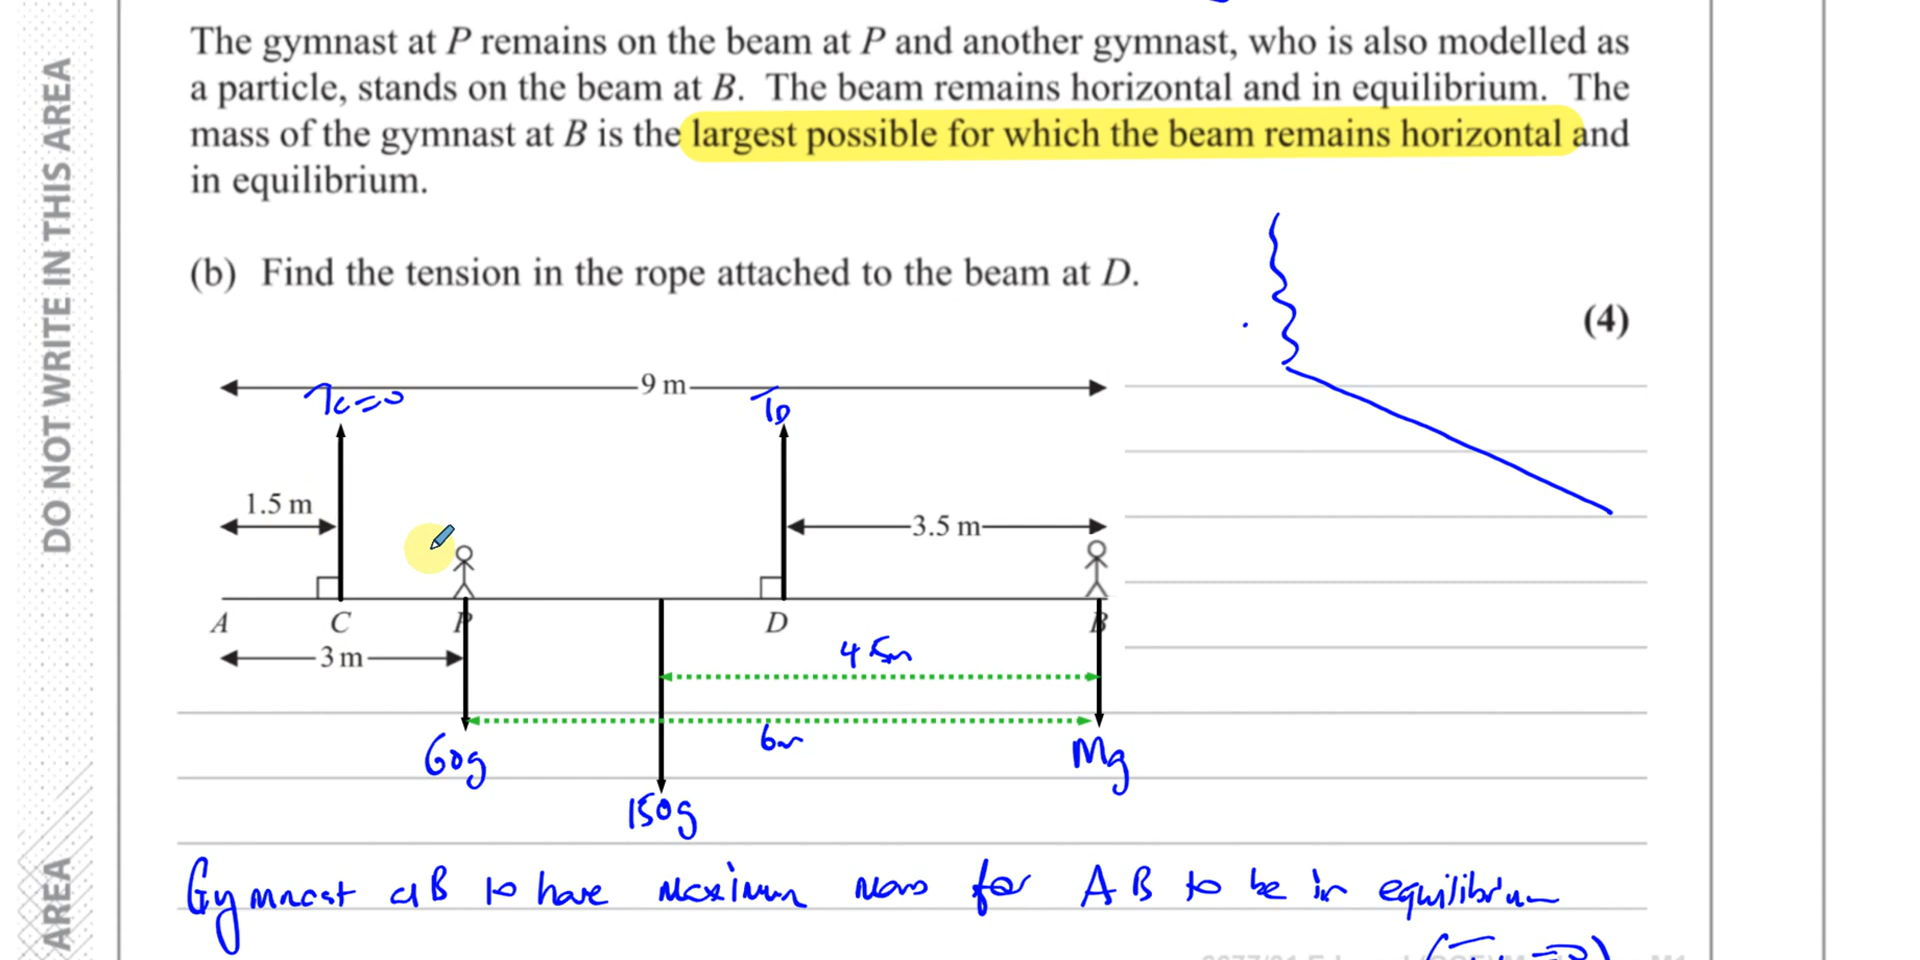 The gymnast at P remains on the beam at P and another gymnast, who is also modelled as
a particle, stands on the beam at B. The beam remains horizontal and in equilibrium. The
mass of the gymnast at B is the largest possible for which the beam remains horizontal and
in equilibrium.
(b) Find the tension in the rope attached to the beam at D.
(4)
9 m
Tc=0
TD
1.5 m
3.5 m
A C P D B
3 m
4.5m
6m
60g
Mg
150g
Gymnast at B to have maximum mass for AB to be in equilibrium
DO NOT WRITE IN THIS AREA
AREA